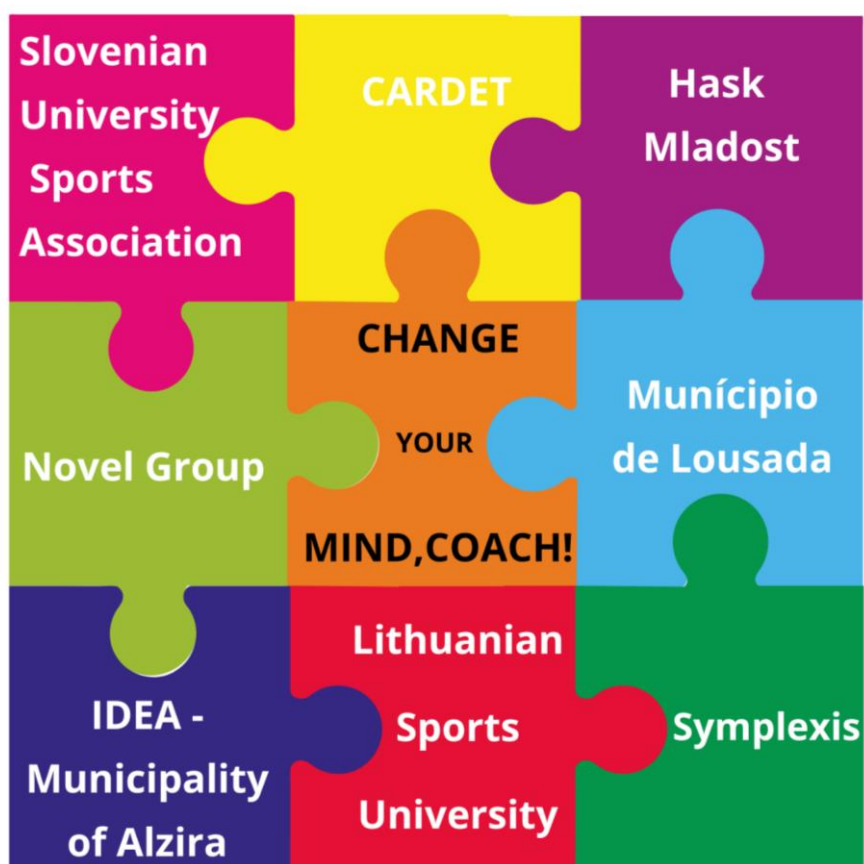 Slovenian
University
Sports
Association
CARDET
Hask
Mladost
Novel Group
CHANGE
YOUR
MIND,COACH!
Munícipio
de Lousada
IDEA -
Municipality
of Alzira
Lithuanian
Sports
University
Symplexis